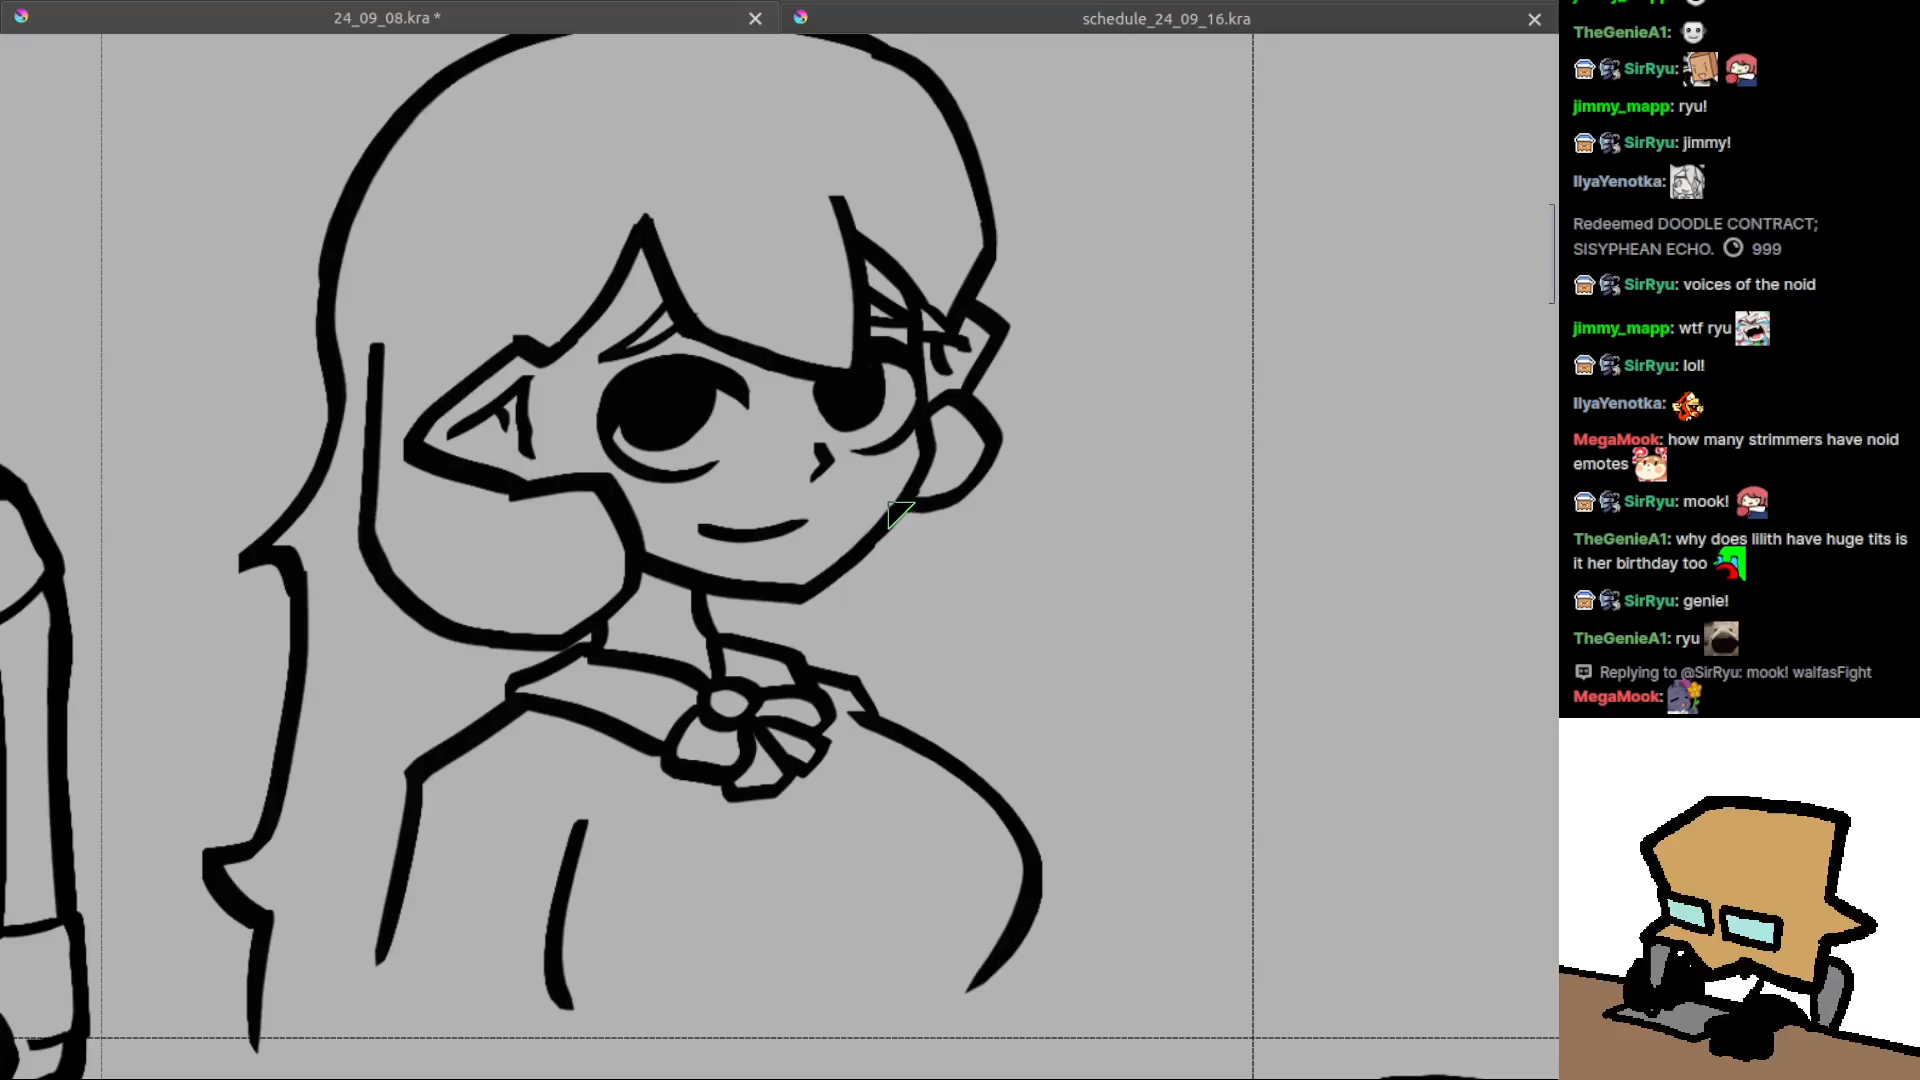 24_09_08.kra *
schedule_24_09_16.kra
TheGenieA1:
SirRyu:
jimmy_mapp: ryu!
SirRyu: jimmy!
IlyaYenotka:
Redeemed DOODLE CONTRACT;
SISYPHEAN ECHO. 999
SirRyu: voices of the noid
jimmy_mapp: wtf ryu
SirRyu: lol!
IlyaYenotka:
MegaMook: how many strimmers have noid
emotes
SirRyu: mook!
TheGenieA1: why does lilith have huge tits is
it her birthday too
SirRyu: genie!
TheGenieA1: ryu
Replying to @SirRyu: mook! walfasFight
MegaMook: